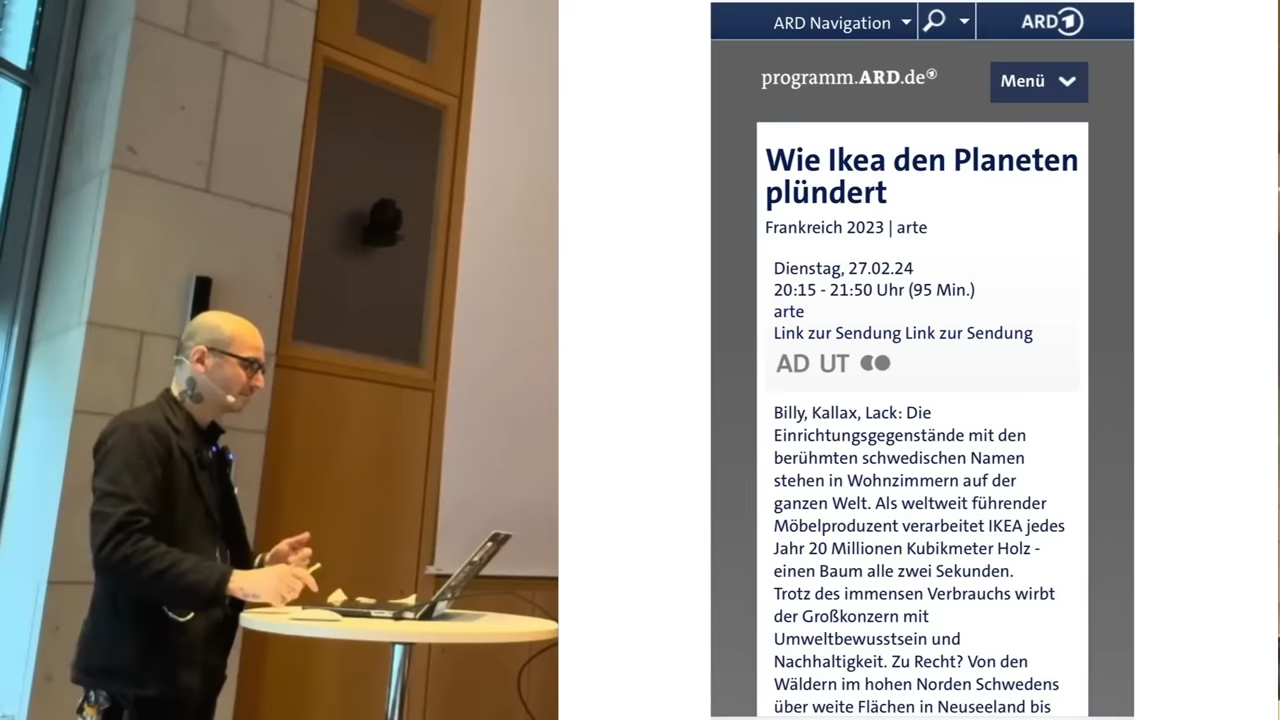 ARD Navigation
ARD 1
programm.ARD.de
Menü
Wie Ikea den Planeten
plündert
Frankreich 2023 | arte
Dienstag, 27.02.24
20:15 - 21:50 Uhr (95 Min.)
arte
Link zur Sendung Link zur Sendung
AD UT
Billy, Kallax, Lack: Die
Einrichtungsgegenstände mit den
berühmten schwedischen Namen
stehen in Wohnzimmern auf der
ganzen Welt. Als weltweit führender
Möbelproduzent verarbeitet IKEA jedes
Jahr 20 Millionen Kubikmeter Holz -
einen Baum alle zwei Sekunden.
Trotz des immensen Verbrauchs wirbt
der Großkonzern mit
Umweltbewusstsein und
Nachhaltigkeit. Zu Recht? Von den
Wäldern im hohen Norden Schwedens
über weite Flächen in Neuseeland bis